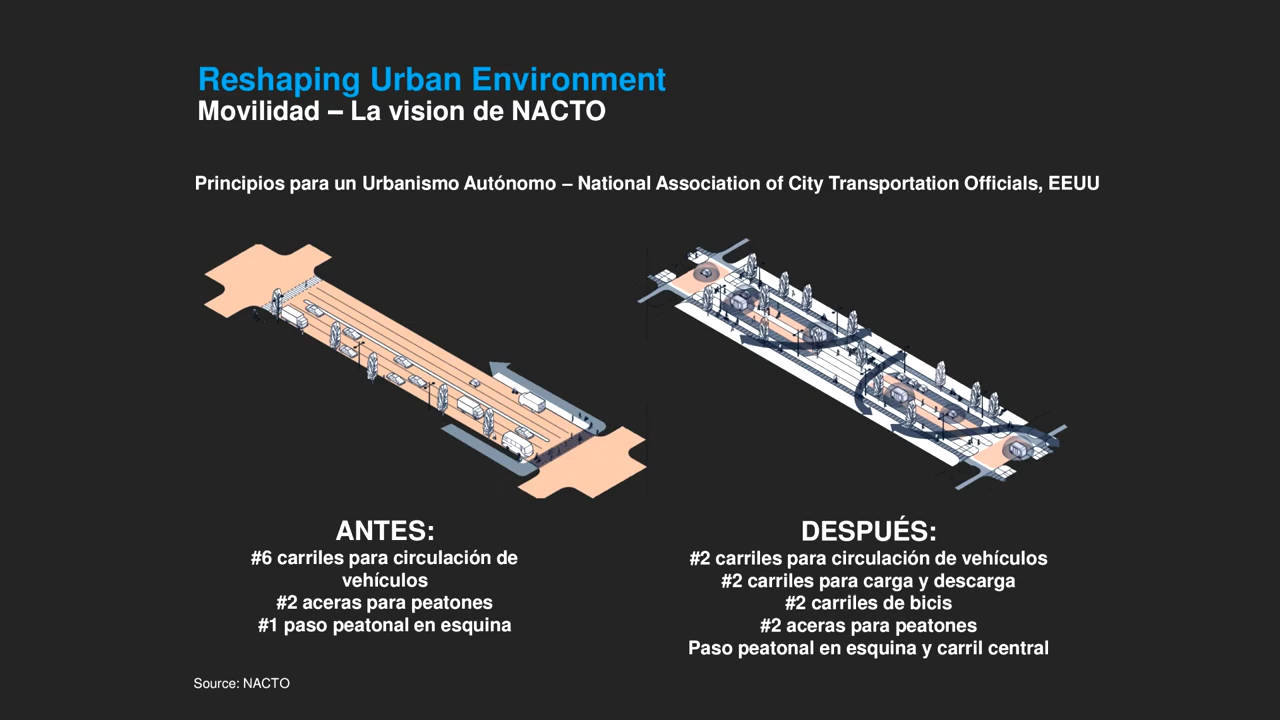 Reshaping Urban Environment
Movilidad – La vision de NACTO
Principios para un Urbanismo Autónomo – National Association of City Transportation Officials, EEUU
ANTES:
#6 carriles para circulación de
vehículos
#2 aceras para peatones
#1 paso peatonal en esquina
DESPUÉS:
#2 carriles para circulación de vehículos
#2 carriles para carga y descarga
#2 carriles de bicis
#2 aceras para peatones
Paso peatonal en esquina y carril central
Source: NACTO